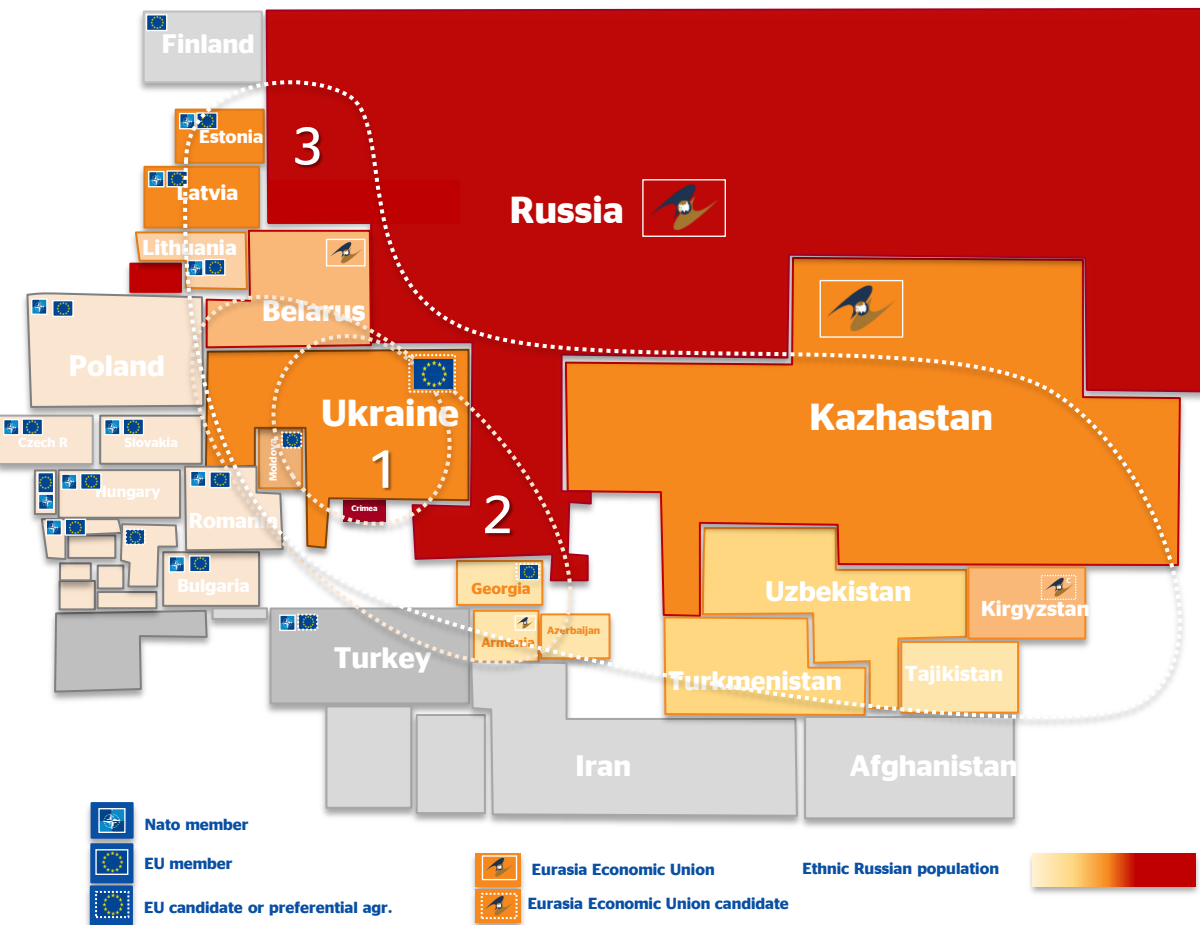 Finland
Estonia
3
Latvia
Russia
Lithuania
Belarus
Poland
Ukraine
Kazhastan
Czech R
Slovakia
Moldova
1
Hungary
Crimea
2
Romania
Bulgaria
Georgia
Uzbekistan
Kirgyzstan
C
Armenia
Azerbaijan
Turkey
Turkmenistan
Tajikistan
Iran
Afghanistan
Nato member
EU member
Eurasia Economic Union
Ethnic Russian population
EU candidate or preferential agr.
Eurasia Economic Union candidate